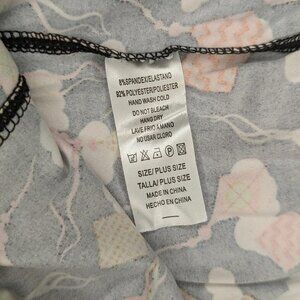 8%SPANDEX/ELASTANO
92%POLYESTER/POLIESTER
HAND WASH COLD
DO NOT BLEACH
HANG DRY
LAVE FRIO A MANO
NO USAR CLORO
SIZE/ PLUS SIZE
TALLA/ PLUS SIZE
MADE IN CHINA
HECHO EN CHINA